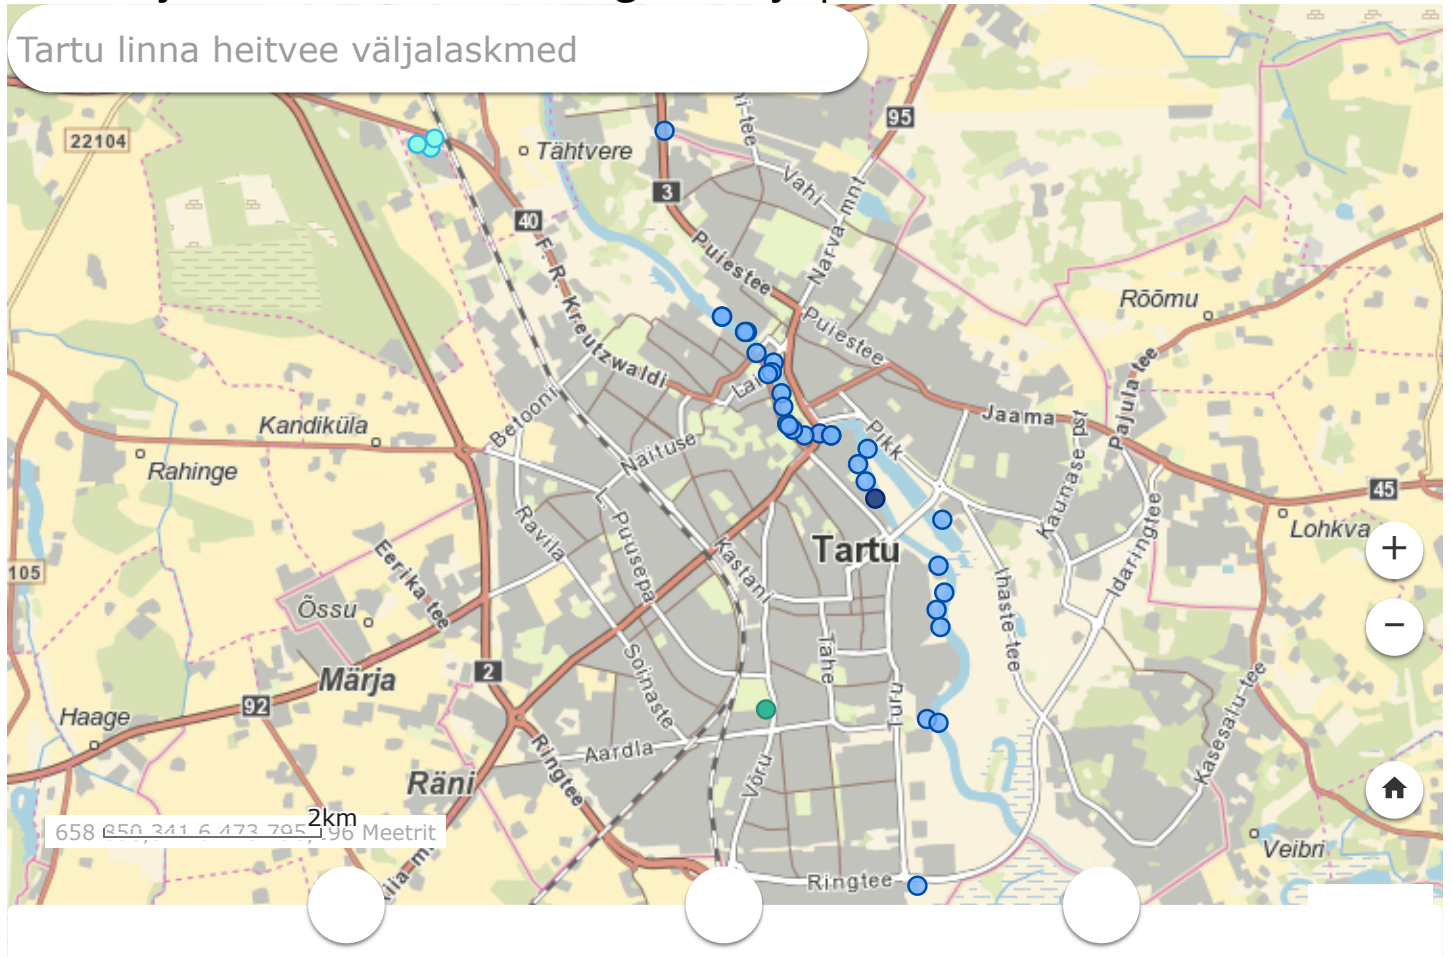 Tartu linna heitvee väljalaskmed
22104
Tähtvere
95
Vahi
3
40
Narva mnt
Puiestee
F. R. Kreutzwaldi
Rõõmu
Puiestee
Pajula tee
Jaama
Betooni
Kandiküla
Pikk
Kaunase pst
Näituse
Rahinge
45
Lohkva
L. Puusepa
Ravila
Tartu
Kastani
Idaringtee
105
Eerika tee
Ihaste tee
Õssu
Tähe
Soinaste
Märja
2
Kasesalu tee
92
Haage
Aardla
Turu
Ringtee
Võru
Räni
2km
Meetrit
Veibri
Ringtee